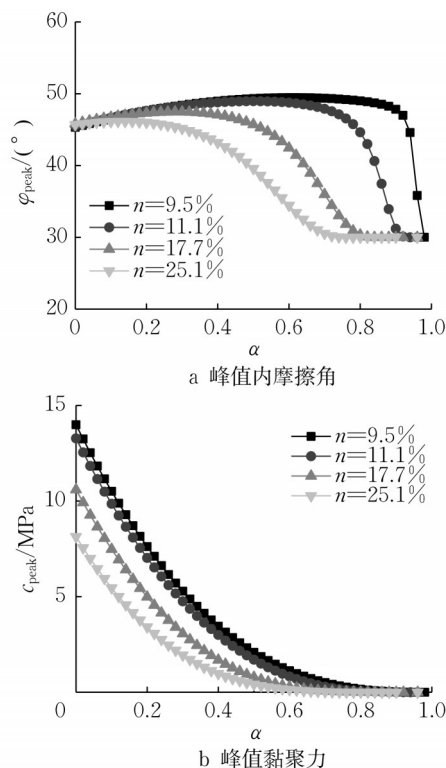 60
50
40
30
20
φpeak/(°)
n=9.5%
n=11.1%
n=17.7%
n=25.1%
0 0.2 0.4 0.6 0.8 1.0
α
a 峰值内摩擦角
15
10
5
cpeak/MPa
n=9.5%
n=11.1%
n=17.7%
n=25.1%
0 0.2 0.4 0.6 0.8 1.0
α
b 峰值黏聚力